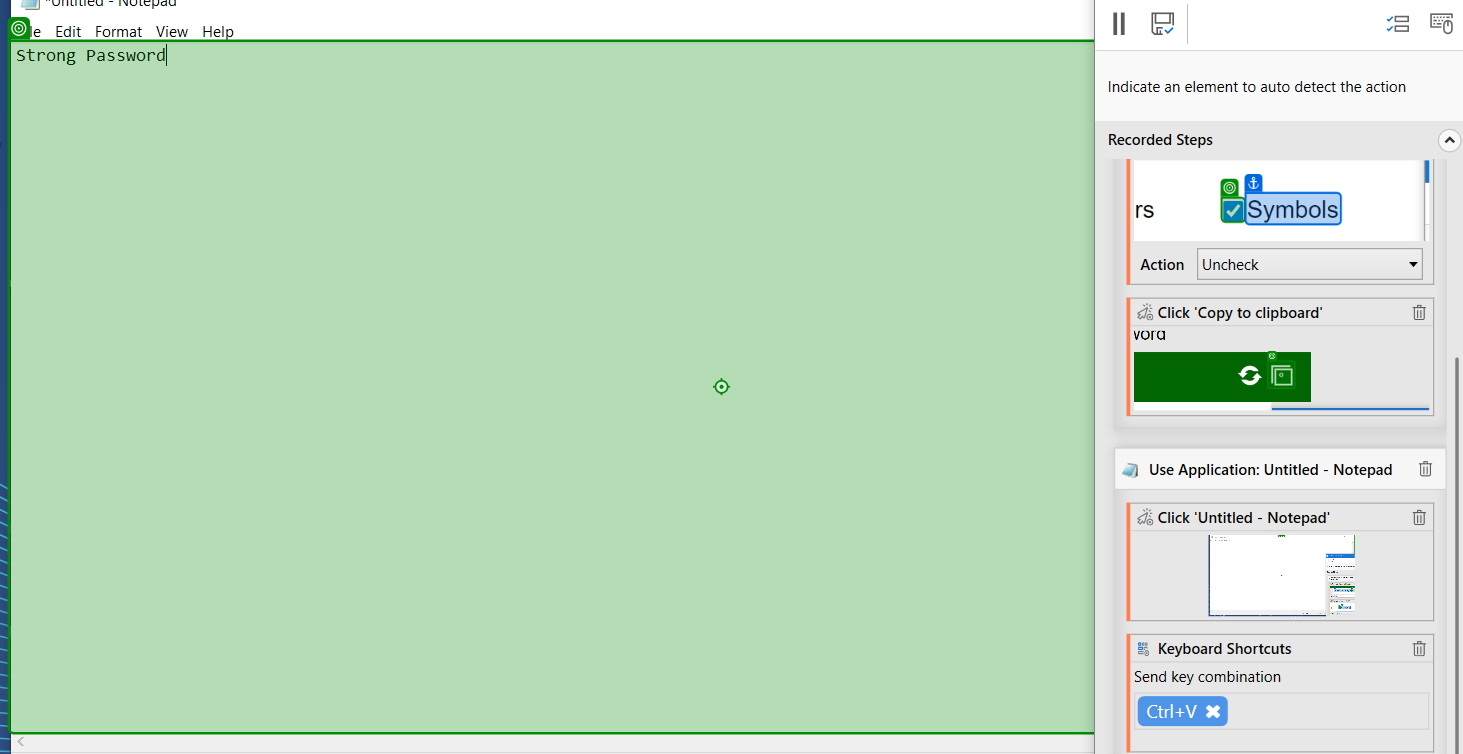 *Untitled - Notepad
le Edit Format View Help
Strong Password
Indicate an element to auto detect the action
Recorded Steps
rs Symbols
Action Uncheck
Click 'Copy to clipboard'
word
Use Application: Untitled - Notepad
Click 'Untitled - Notepad'
Keyboard Shortcuts
Send key combination
Ctrl+V